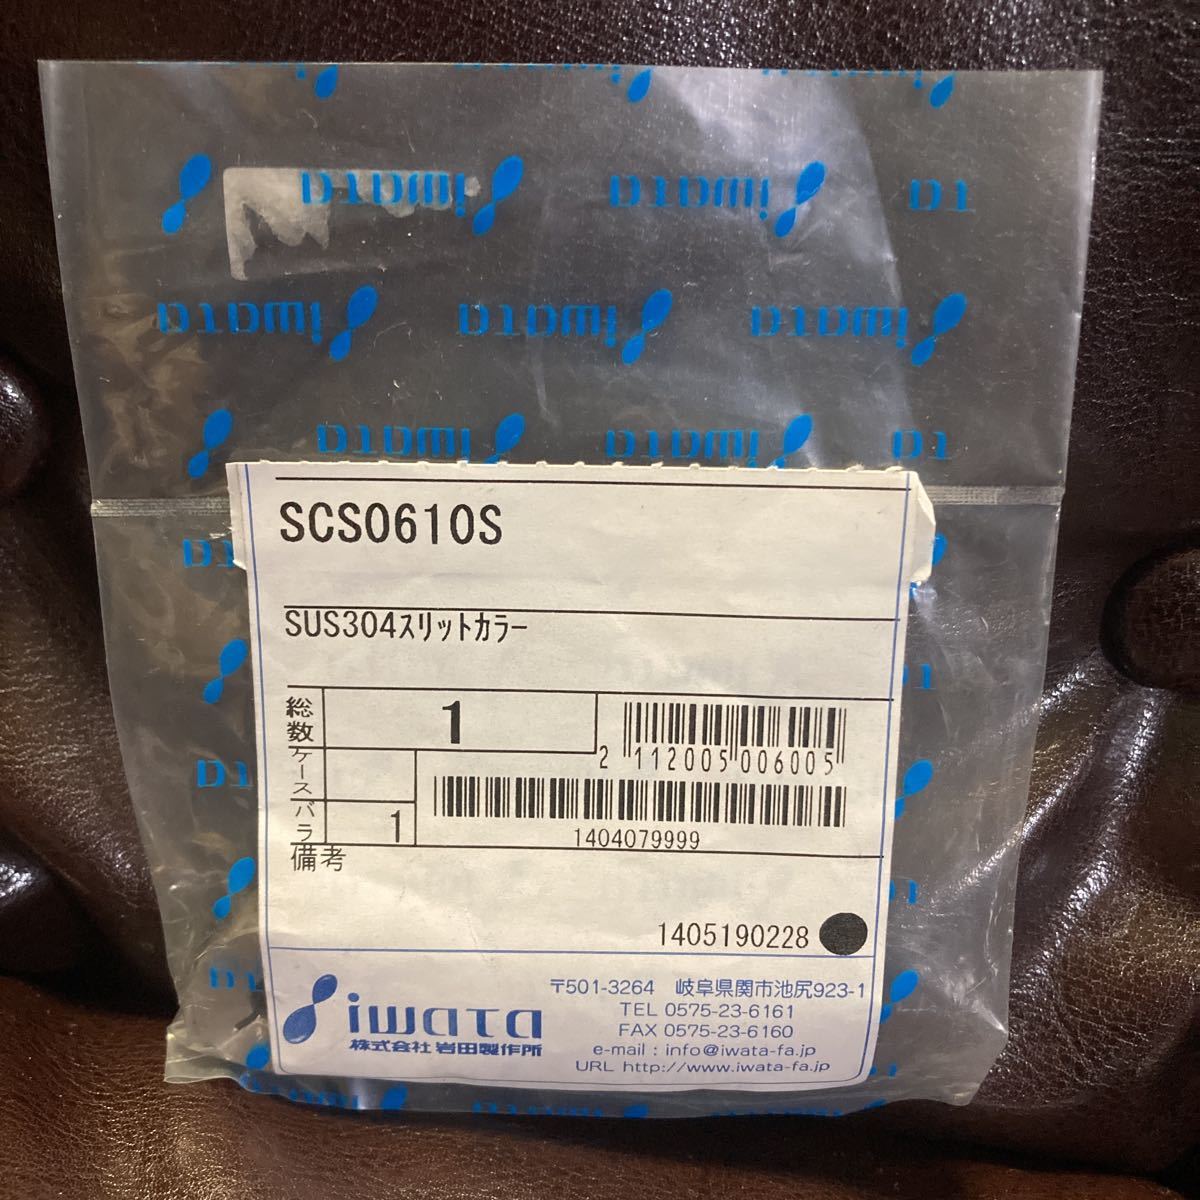 iwata
iwata
iwata
iwata
iwata
iwata
iwata
SCS0610S
SUS304スリットカラー
総数 1
2 112005 006005
ケース
バラ 1
1404079999
備考
1405190228
iwata
株式会社 岩田製作所
〒501-3264 岐阜県関市池尻923-1
TEL 0575-23-6161
FAX 0575-23-6160
e-mail : info@iwata-fa.jp
URL http://www.iwata-fa.jp